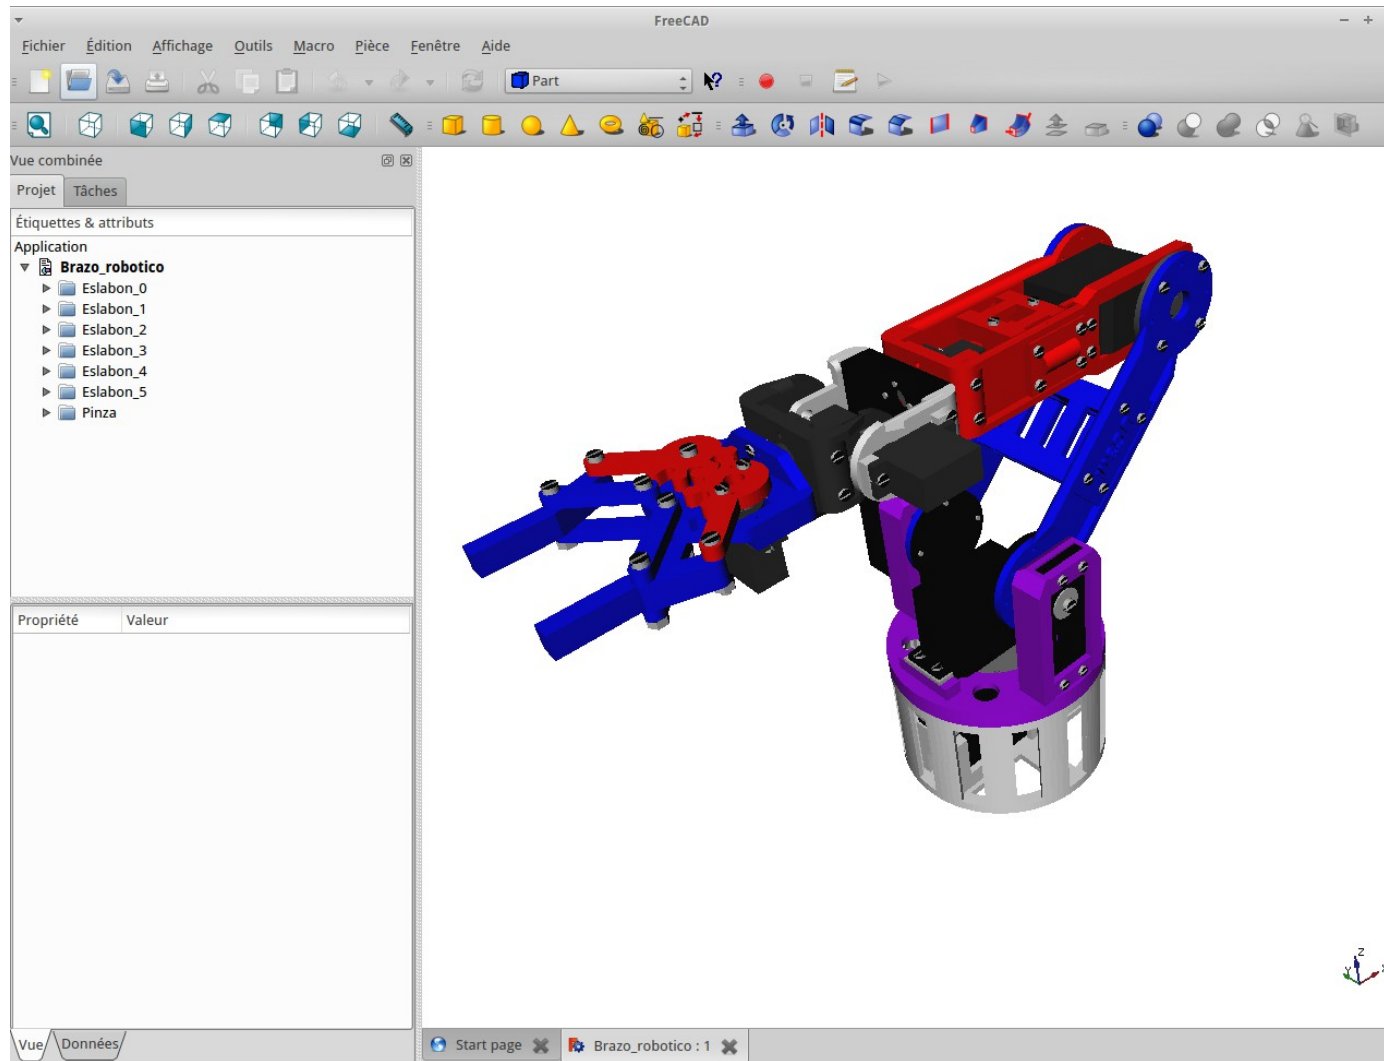 FreeCAD
Fichier Édition Affichage Outils Macro Pièce Fenêtre Aide
Part
Vue combinée
Projet Tâches
Étiquettes & attributs
Application
Brazo_robotico
Eslabon_0
Eslabon_1
Eslabon_2
Eslabon_3
Eslabon_4
Eslabon_5
Pinza
Propriété Valeur
Z
Y
X
Vue Données
Start page Brazo_robotico : 1